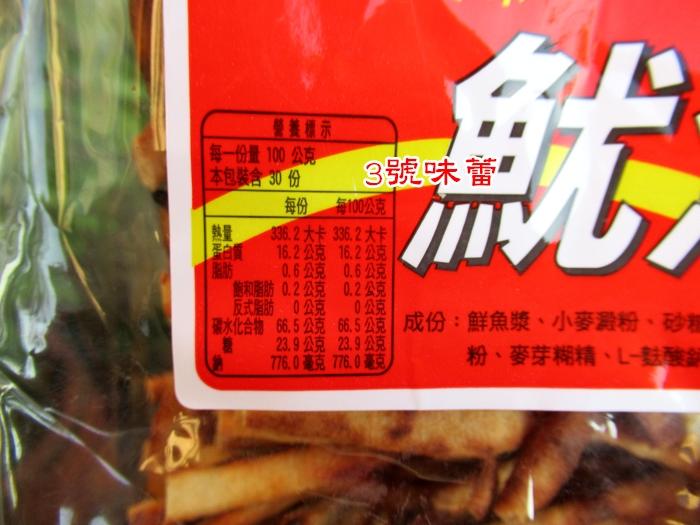 魷
3號味蕾
營養標示
每一份量 100 公克
本包裝含 30 份
每份 每100公克
熱量 336.2 大卡 336.2 大卡
蛋白質 16.2 公克 16.2 公克
脂肪 0.6 公克 0.6 公克
飽和脂肪 0.2 公克 0.2 公克
反式脂肪 0 公克 0 公克
碳水化合物 66.5 公克 66.5 公克
糖 23.9 公克 23.9 公克
鈉 776.0 毫克 776.0 毫克
成份：鮮魚漿、小麥澱粉、砂糖
粉、麥芽糊精、L-麩酸